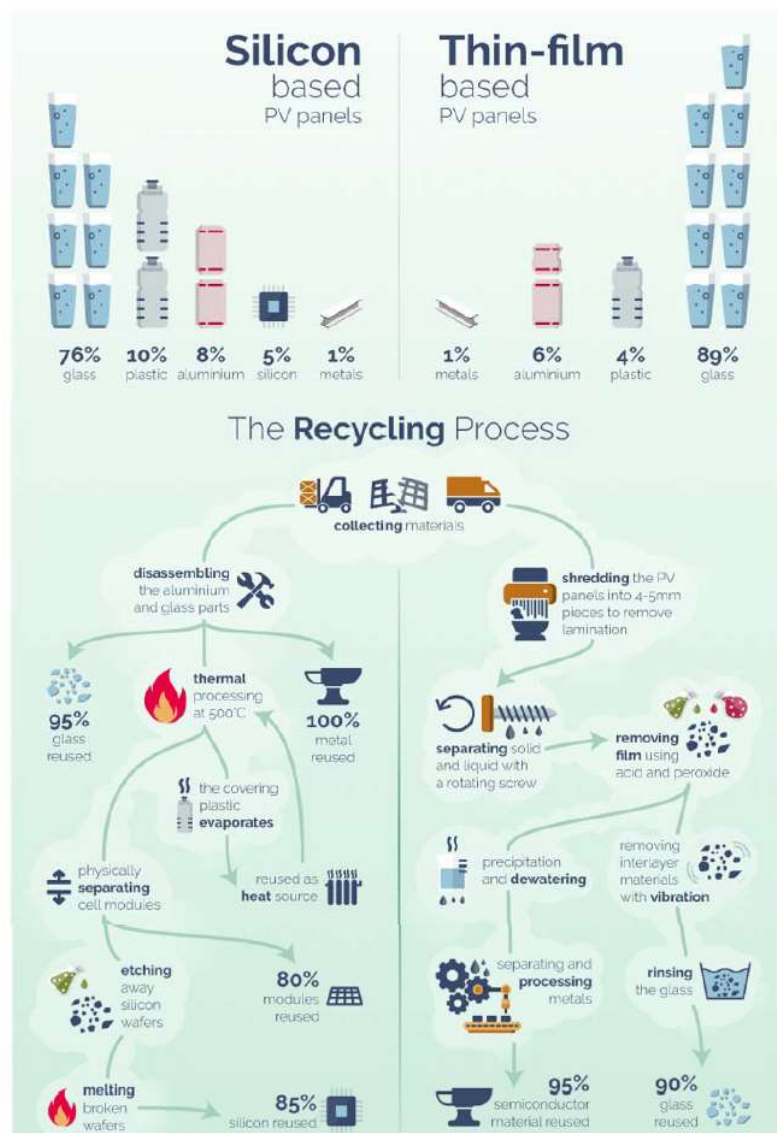 Silicon
based
PV panels
Thin-film
based
PV panels
76%
glass
10%
plastic
8%
aluminium
5%
silicon
1%
metals
1%
metals
6%
aluminium
4%
plastic
89%
glass
The Recycling Process
collecting materials
disassembling
the aluminium
and glass parts
95%
glass
reused
thermal
processing
at 500°C
100%
metal
reused
the covering
plastic
evaporates
reused as
heat source
physically
separating
cell modules
80%
modules
reused
etching
away
silicon
wafers
melting
broken
wafers
85%
silicon reused
shredding the PV
panels into 4-5mm
pieces to remove
lamination
separating solid
and liquid with
a rotating screw
removing
film using
acid and peroxide
precipitation
and dewatering
removing
interlayer
materials
with vibration
separating and
processing
metals
rinsing
the glass
95%
semiconductor
material reused
90%
glass
reused